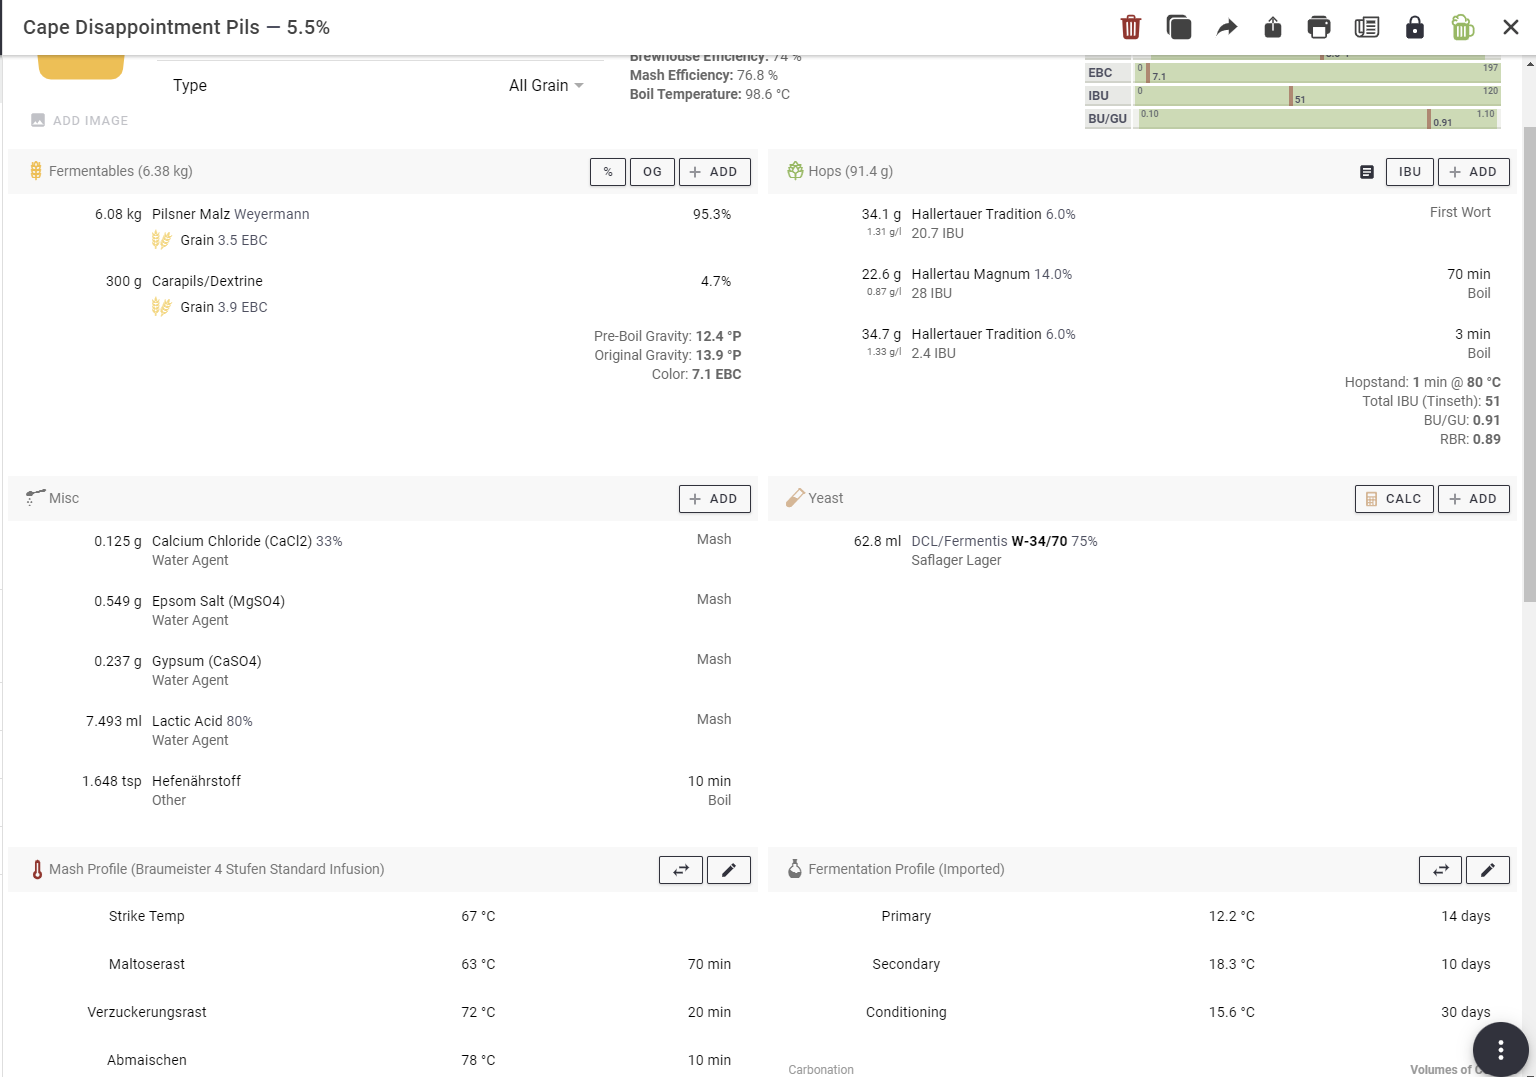 Cape Disappointment Pils — 5.5%
Brewhouse Efficiency: 74 %
Type
All Grain
Mash Efficiency: 76.8 %
Boil Temperature: 98.6 °C
ADD IMAGE
EBC 0 7.1 197
IBU 0 51 120
BU/GU 0.10 0.91 1.10
Fermentables (6.38 kg)
% OG + ADD
6.08 kg Pilsner Malz Weyermann 95.3%
Grain 3.5 EBC
300 g Carapils/Dextrine 4.7%
Grain 3.9 EBC
Pre-Boil Gravity: 12.4 °P
Original Gravity: 13.9 °P
Color: 7.1 EBC
Hops (91.4 g)
IBU + ADD
34.1 g Hallertauer Tradition 6.0% First Wort
1.31 g/l 20.7 IBU
22.6 g Hallertau Magnum 14.0% 70 min
0.87 g/l 28 IBU Boil
34.7 g Hallertauer Tradition 6.0% 3 min
1.33 g/l 2.4 IBU Boil
Hopstand: 1 min @ 80 °C
Total IBU (Tinseth): 51
BU/GU: 0.91
RBR: 0.89
Misc
+ ADD
0.125 g Calcium Chloride (CaCl2) 33% Mash
Water Agent
0.549 g Epsom Salt (MgSO4) Mash
Water Agent
0.237 g Gypsum (CaSO4) Mash
Water Agent
7.493 ml Lactic Acid 80% Mash
Water Agent
1.648 tsp Hefenährstoff 10 min
Other Boil
Yeast
CALC + ADD
62.8 ml DCL/Fermentis W-34/70 75%
Saflager Lager
Mash Profile (Braumeister 4 Stufen Standard Infusion)
Strike Temp 67 °C
Maltoserast 63 °C 70 min
Verzuckerungsrast 72 °C 20 min
Abmaischen 78 °C 10 min
Fermentation Profile (Imported)
Primary 12.2 °C 14 days
Secondary 18.3 °C 10 days
Conditioning 15.6 °C 30 days
Carbonation Volumes of